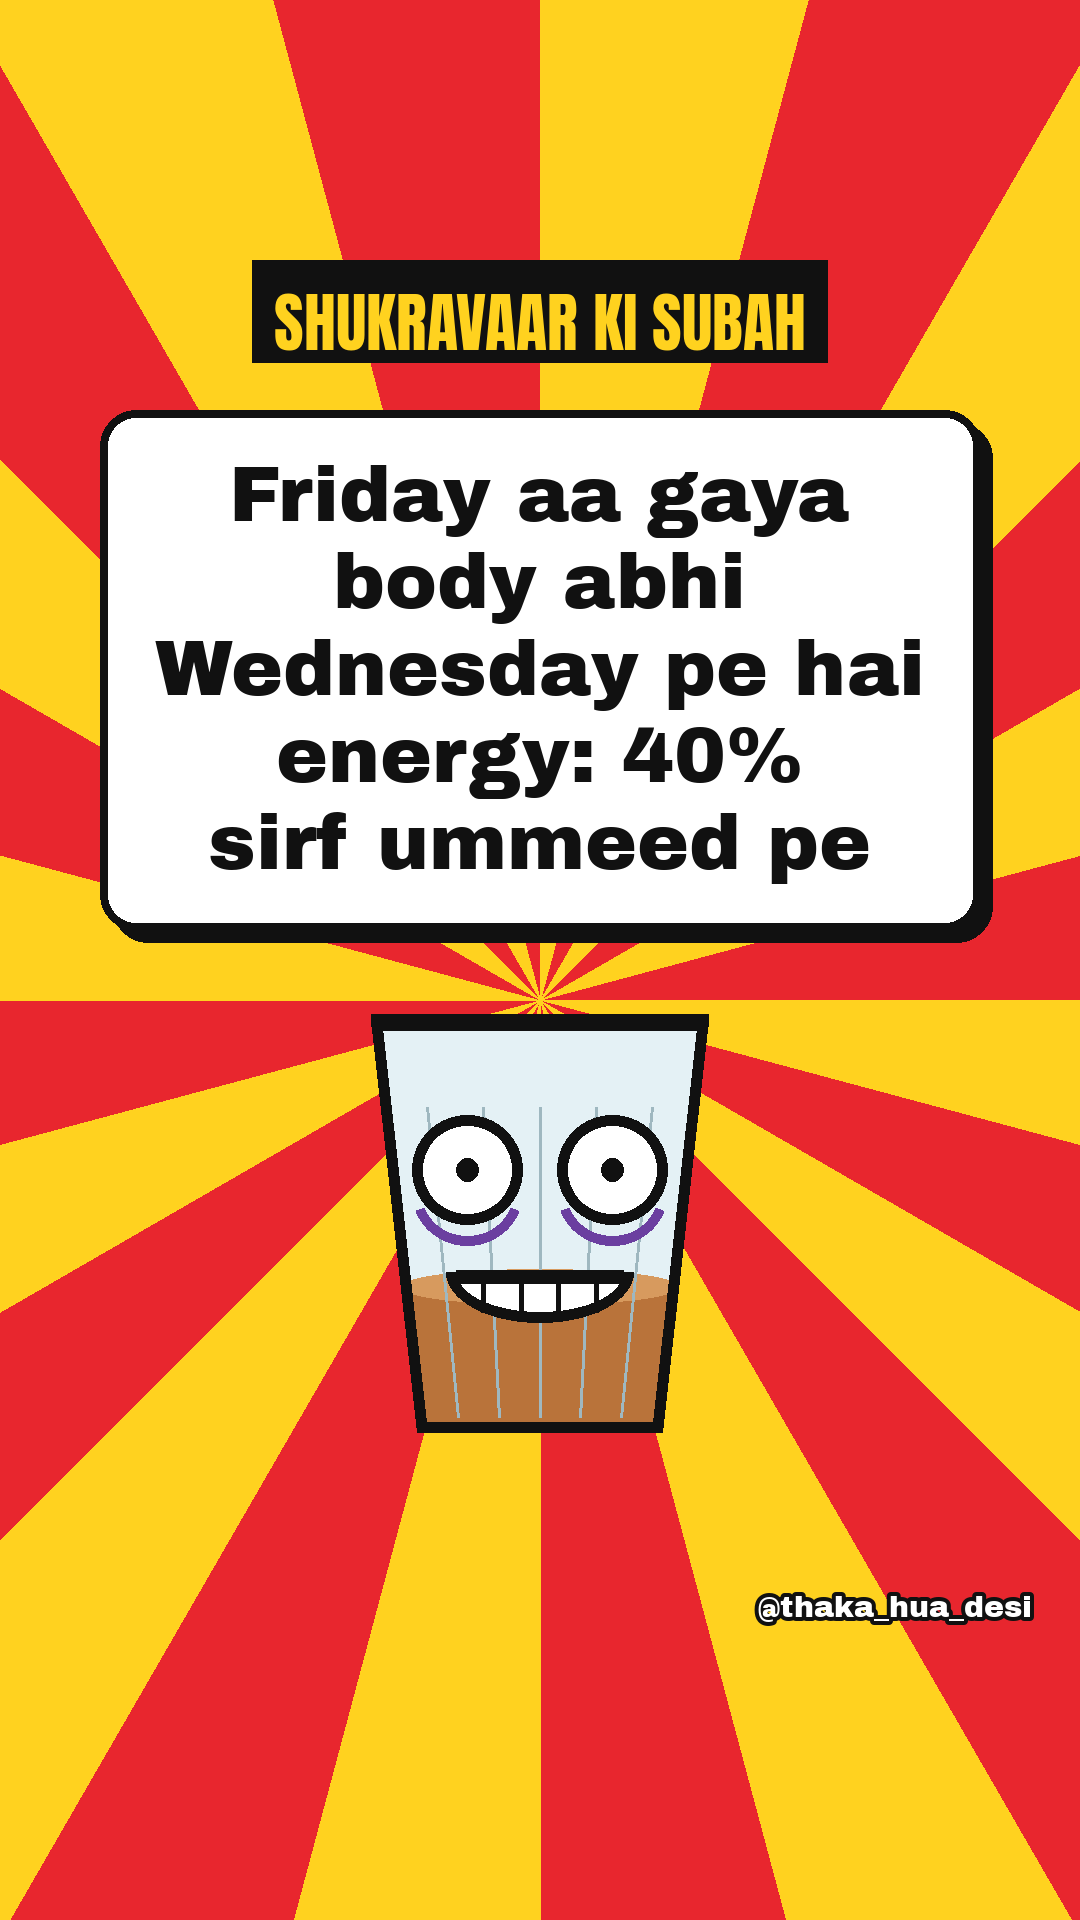 SHUKRAVAAR KI SUBAH
Friday aa gaya
body abhi
Wednesday pe hai
energy: 40%
sirf ummeed pe
@thaka_hua_desi